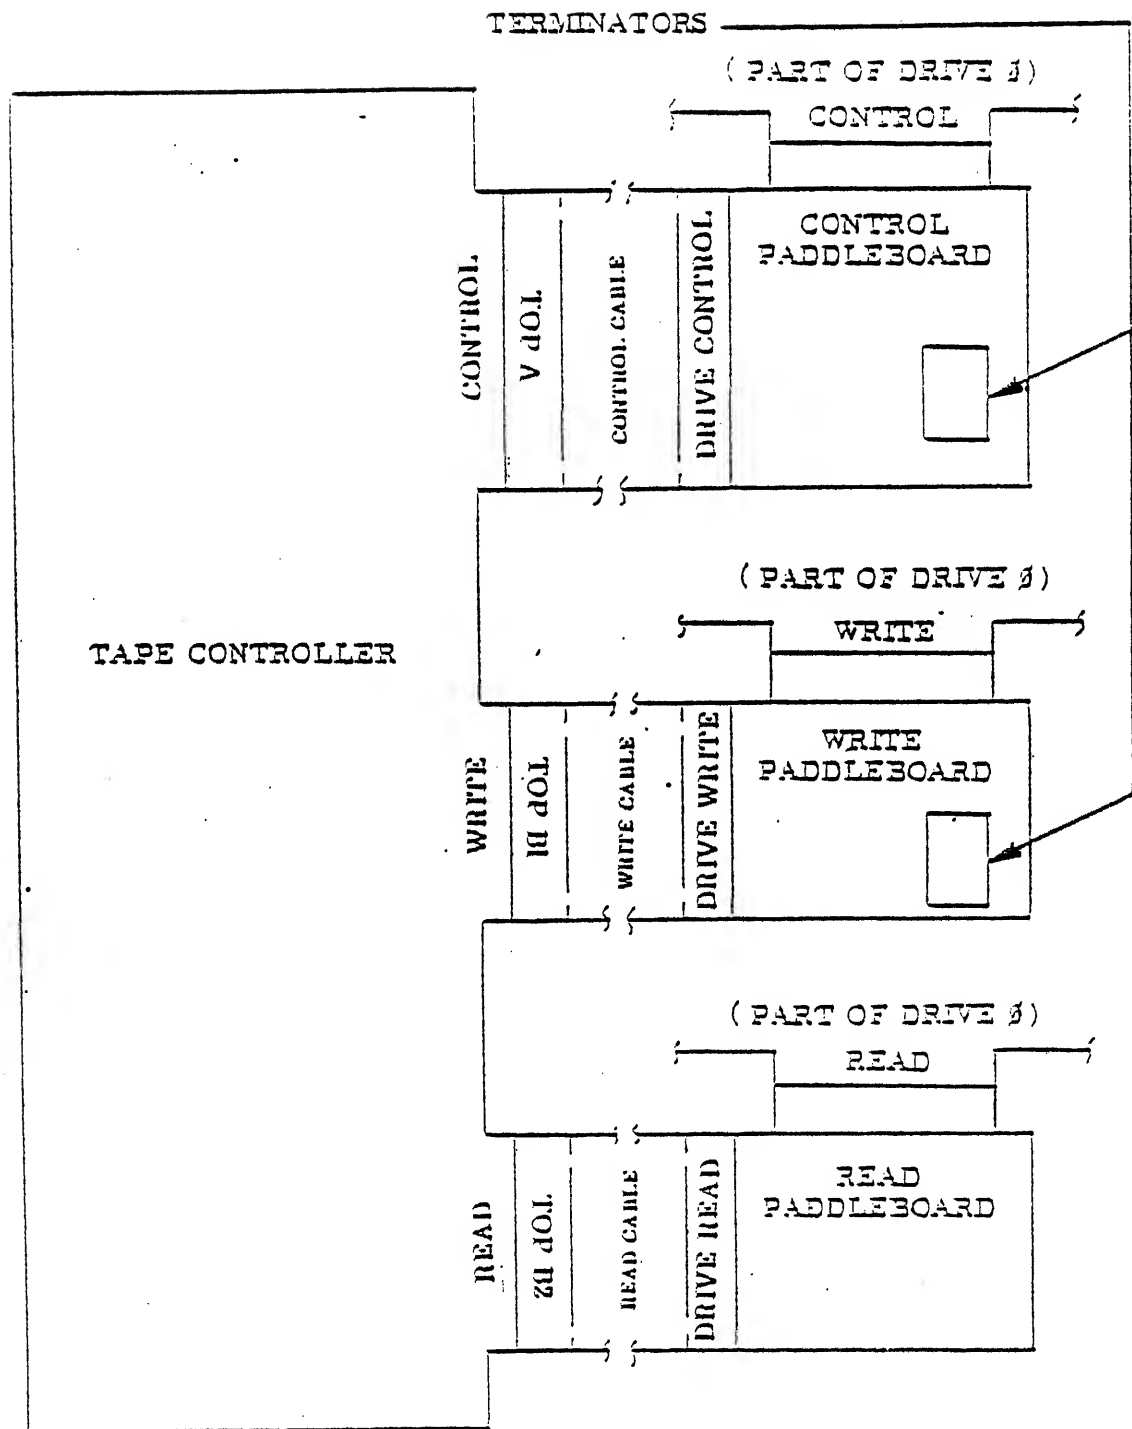 TERMINATORS
(PART OF DRIVE Ø)
CONTROL
CONTROL
TOP A
CONTROL CABLE
DRIVE CONTROL
CONTROL
PADDLEBOARD
(PART OF DRIVE Ø)
WRITE
TAPE CONTROLLER
WRITE
TOP B1
WRITE CABLE
DRIVE WRITE
WRITE
PADDLEBOARD
(PART OF DRIVE Ø)
READ
READ
TOP B2
READ CABLE
DRIVE READ
READ
PADDLEBOARD